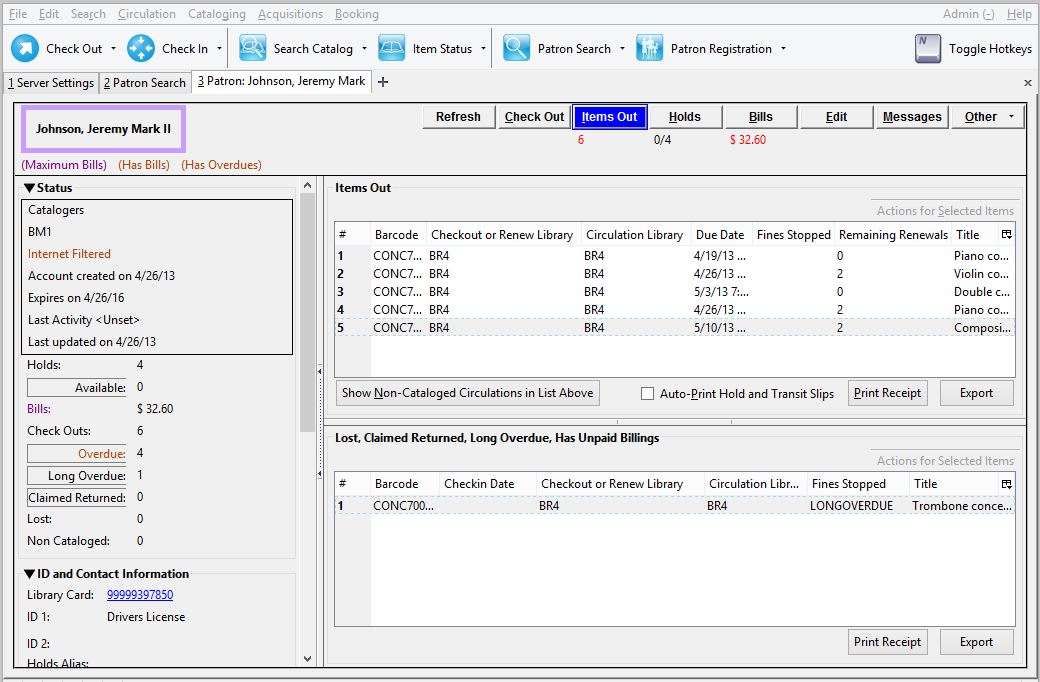 File Edit Search Circulation Cataloging Acquisitions Booking Admin (-) Help
Check Out Check In Search Catalog Item Status Patron Search Patron Registration N Toggle Hotkeys
1 Server Settings 2 Patron Search 3 Patron: Johnson, Jeremy Mark + ×
Johnson, Jeremy Mark II
Refresh Check Out Items Out Holds Bills Edit Messages Other
6 0/4 $ 32.60
(Maximum Bills) (Has Bills) (Has Overdues)
Status
Catalogers
BM1
Internet Filtered
Account created on 4/26/13
Expires on 4/26/16
Last Activity <Unset>
Last updated on 4/26/13
Holds: 4
Available: 0
Bills: $ 32.60
Check Outs: 6
Overdue: 4
Long Overdue: 1
Claimed Returned: 0
Lost: 0
Non Cataloged: 0
ID and Contact Information
Library Card: 99999397850
ID 1: Drivers License
ID 2:
Holds Alias:
Items Out
Actions for Selected Items
# Barcode Checkout or Renew Library Circulation Library Due Date Fines Stopped Remaining Renewals Title
1 CONC7... BR4 BR4 4/19/13 ... 0 Piano co...
2 CONC7... BR4 BR4 4/26/13 ... 2 Violin co...
3 CONC7... BR4 BR4 5/3/13 7:... 0 Double c...
4 CONC7... BR4 BR4 4/26/13 ... 2 Piano co...
5 CONC7... BR4 BR4 5/10/13 ... 2 Composi...
Show Non-Cataloged Circulations in List Above Auto-Print Hold and Transit Slips Print Receipt Export
Lost, Claimed Returned, Long Overdue, Has Unpaid Billings
Actions for Selected Items
# Barcode Checkin Date Checkout or Renew Library Circulation Libr... Fines Stopped Title
1 CONC700... BR4 BR4 LONGOVERDUE Trombone conce...
Print Receipt Export